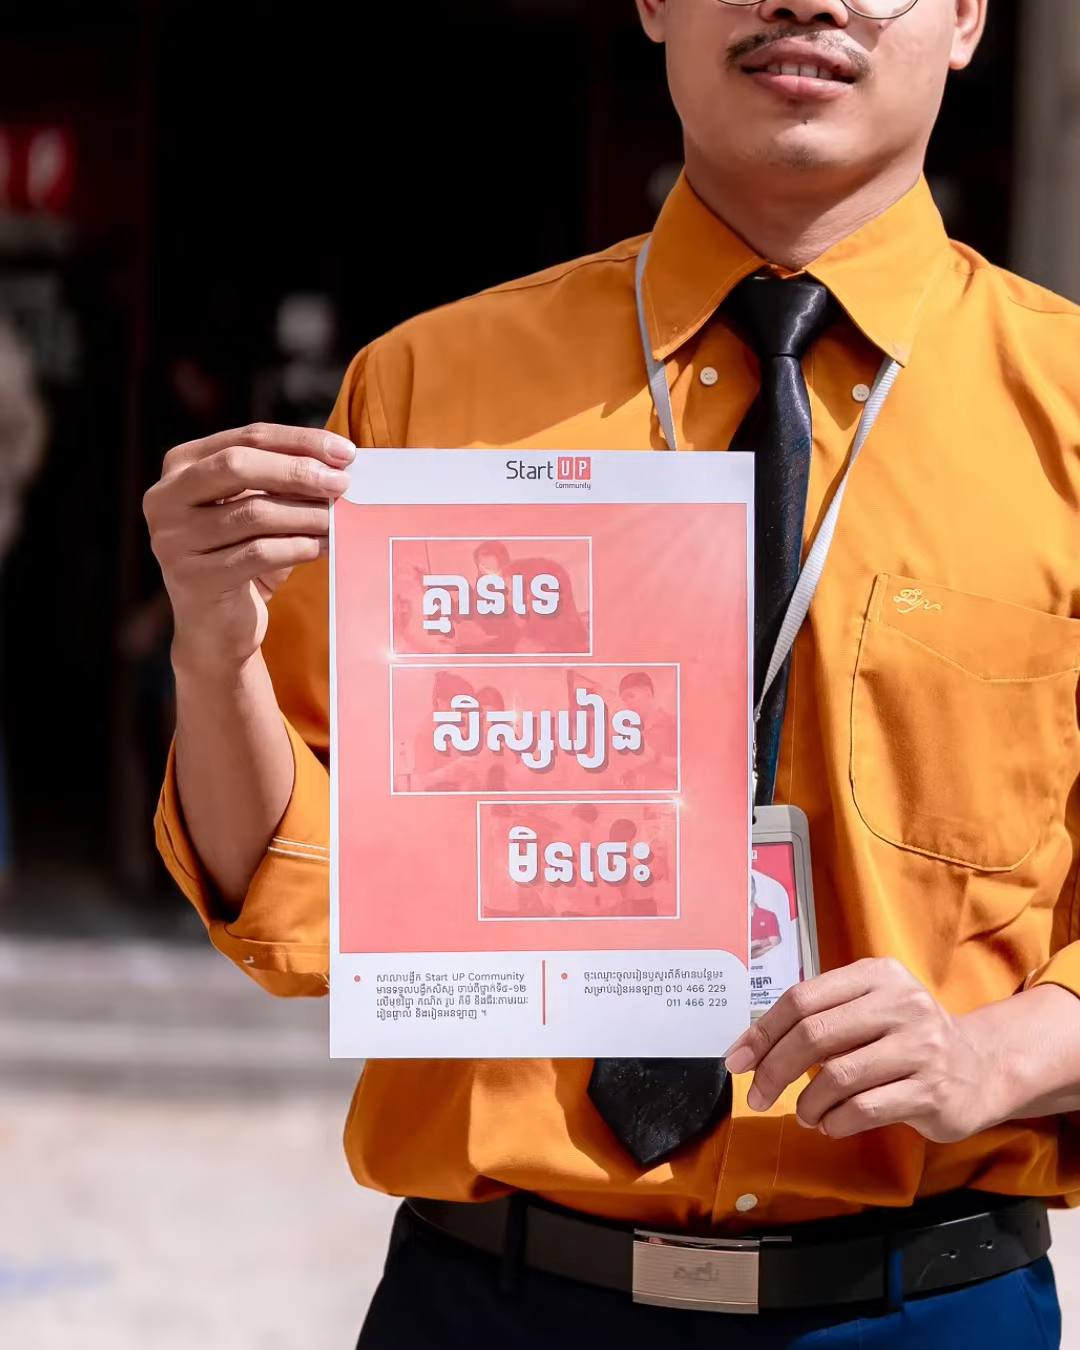 UP
Start UP
Community
គ្មានទេ
សិស្សរៀន
មិនចេះ
សាលាបង្វឹក Start UP Community
មានទទួលបង្វឹកសិស្ស ចាប់ពីថ្នាក់ទី៥-១២
លើមុខវិជ្ជា គណិត រូប គីមី និងជីវៈតាមរយៈ
រៀនផ្ទាល់ និងរៀនអនឡាញ ។
ចុះឈ្មោះចូលរៀនឬសួរព័ត៌មានបន្ថែម៖
សម្រាប់រៀនអនឡាញ 010 466 229
011 466 229